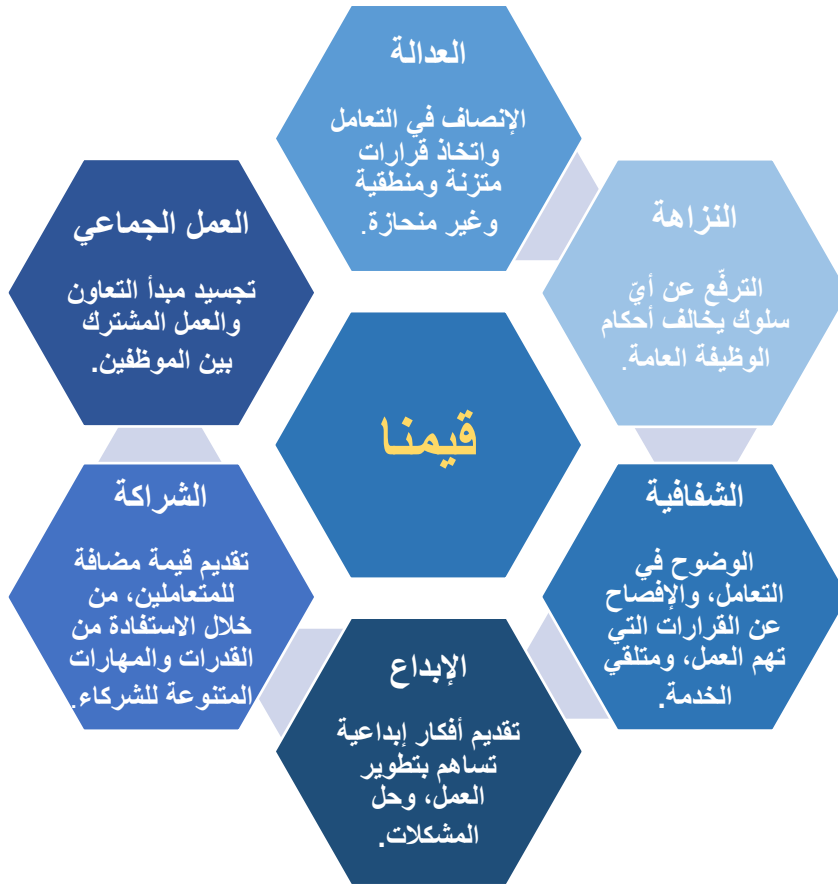 قيمنا
العدالة
الإنصاف في التعامل
واتخاذ قرارات
متزنة ومنطقية
وغير منحازة.
النزاهة
الترفّع عن أيّ
سلوك يخالف أحكام
الوظيفة العامة.
الشفافية
الوضوح في
التعامل، والإفصاح
عن القرارات التي
تهم العمل، ومتلقي
الخدمة.
الإبداع
تقديم أفكار إبداعية
تساهم بتطوير
العمل، وحل
المشكلات.
الشراكة
تقديم قيمة مضافة
للمتعاملين، من
خلال الاستفادة من
القدرات والمهارات
المتنوعة للشركاء.
العمل الجماعي
تجسيد مبدأ التعاون
والعمل المشترك
بين الموظفين.